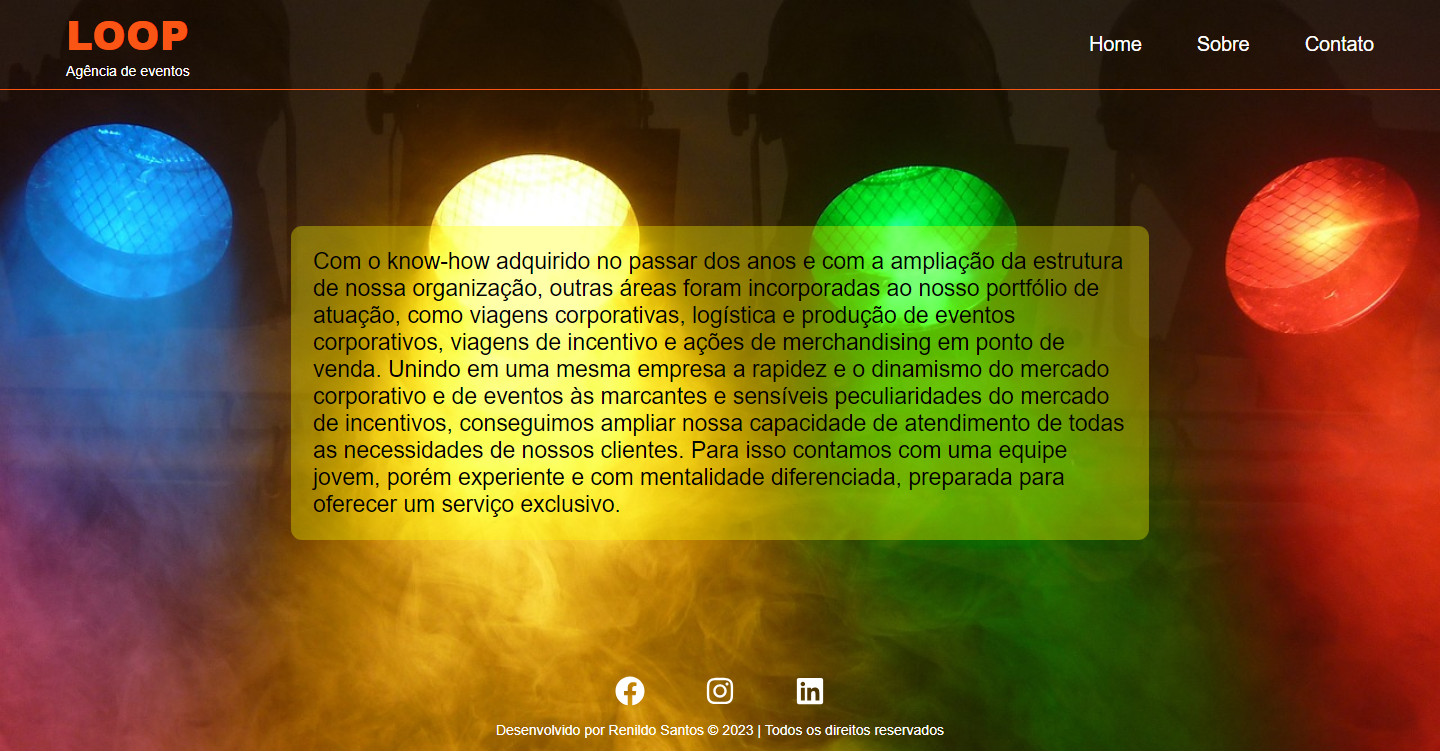 LOOP
Agência de eventos
Home Sobre Contato
Com o know-how adquirido no passar dos anos e com a ampliação da estrutura
de nossa organização, outras áreas foram incorporadas ao nosso portfólio de
atuação, como viagens corporativas, logística e produção de eventos
corporativos, viagens de incentivo e ações de merchandising em ponto de
venda. Unindo em uma mesma empresa a rapidez e o dinamismo do mercado
corporativo e de eventos às marcantes e sensíveis peculiaridades do mercado
de incentivos, conseguimos ampliar nossa capacidade de atendimento de todas
as necessidades de nossos clientes. Para isso contamos com uma equipe
jovem, porém experiente e com mentalidade diferenciada, preparada para
oferecer um serviço exclusivo.
Desenvolvido por Renildo Santos © 2023 | Todos os direitos reservados